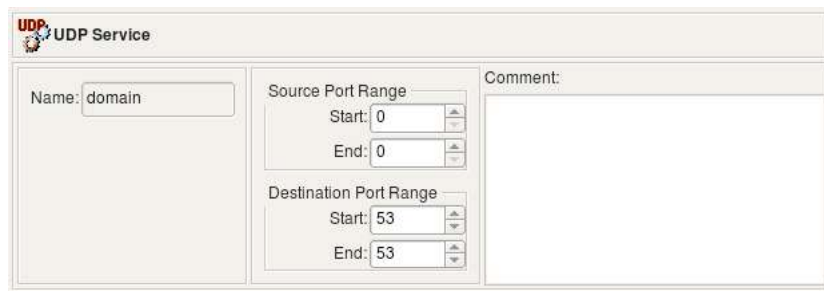 UDP
UDP Service
Name: domain
Source Port Range
Start: 0
End: 0
Destination Port Range
Start: 53
End: 53
Comment: